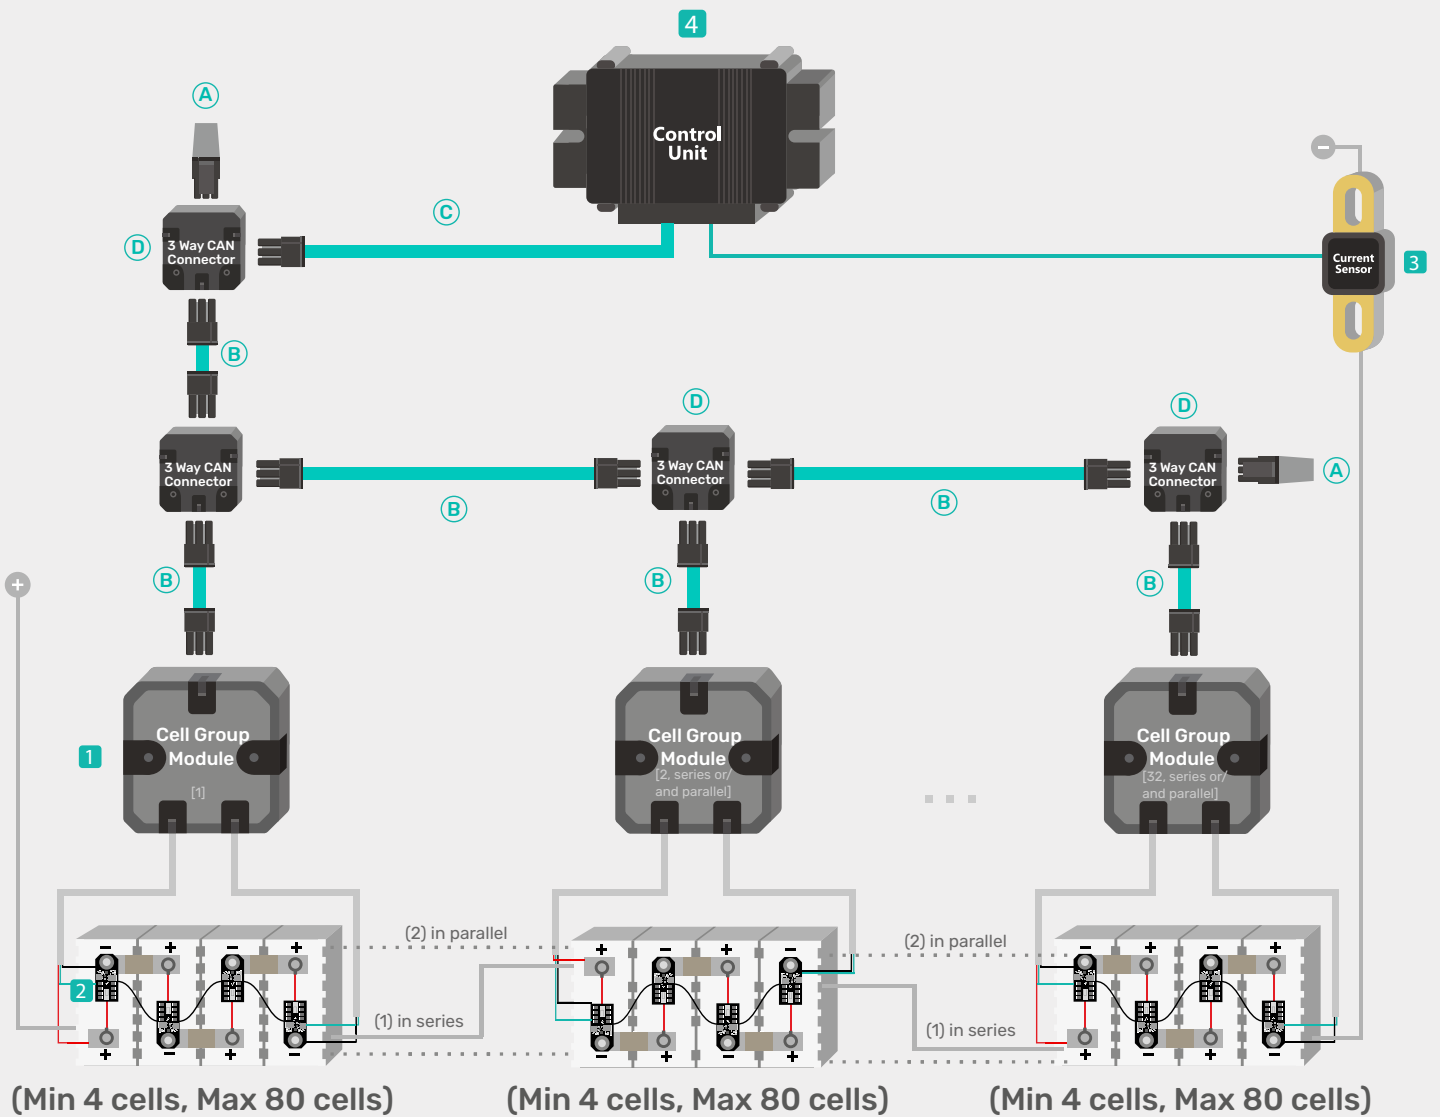 4
A
Control
Unit
C
D
3 Way CAN
Connector
Current
Sensor
3
B
D
D
3 Way CAN
Connector
3 Way CAN
Connector
3 Way CAN
Connector
A
B
B
B
B
B
1
Cell Group
Module
[1]
Cell Group
Module
[2, series or/
and parallel]
...
Cell Group
Module
[32, series or/
and parallel]
(2) in parallel
(2) in parallel
2
(1) in series
(1) in series
(Min 4 cells, Max 80 cells)
(Min 4 cells, Max 80 cells)
(Min 4 cells, Max 80 cells)